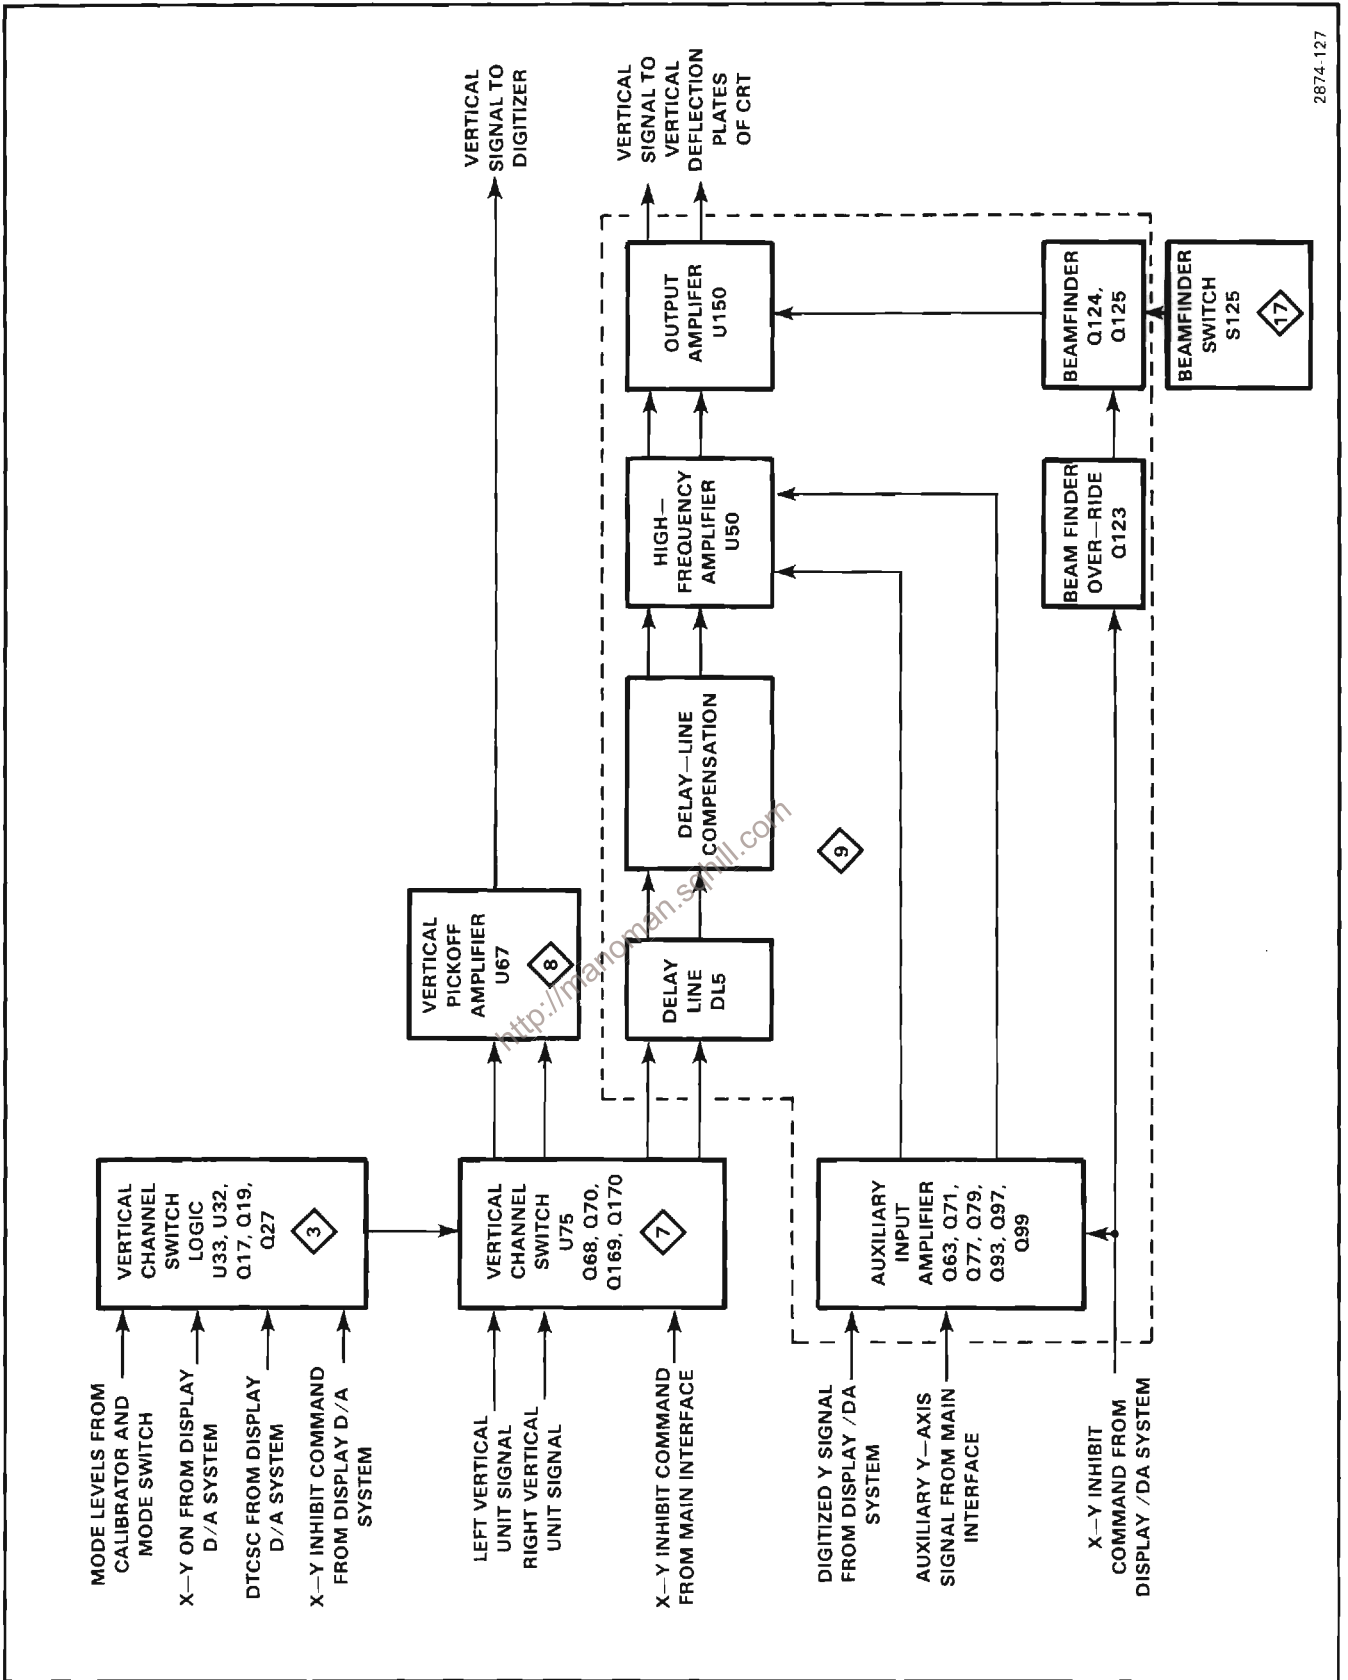 MODE LEVELS FROM
CALIBRATOR AND
MODE SWITCH
X—Y ON FROM DISPLAY
D/A SYSTEM
DTCSC FROM DISPLAY
D/A SYSTEM
X—Y INHIBIT COMMAND
FROM DISPLAY D/A
SYSTEM
VERTICAL
CHANNEL
SWITCH
LOGIC
U33, U32,
Q17, Q19,
Q27
3
LEFT VERTICAL
UNIT SIGNAL
RIGHT VERTICAL
UNIT SIGNAL
X—Y INHIBIT COMMAND
FROM MAIN INTERFACE
VERTICAL
CHANNEL
SWITCH
U75
Q68, Q70,
Q169, Q170
7
VERTICAL
PICKOFF
AMPLIFIER
U67
8
VERTICAL
SIGNAL TO
DIGITIZER
DELAY
LINE
DL5
DELAY—LINE
COMPENSATION
HIGH—
FREQUENCY
AMPLIFIER
U50
OUTPUT
AMPLIFER
U150
VERTICAL
SIGNAL TO
VERTICAL
DEFLECTION
PLATES
OF CRT
9
DIGITIZED Y SIGNAL
FROM DISPLAY /DA
SYSTEM
AUXILIARY Y—AXIS
SIGNAL FROM MAIN
INTERFACE
AUXILIARY
INPUT
AMPLIFIER
Q63, Q71,
Q77, Q79,
Q93, Q97,
Q99
X—Y INHIBIT
COMMAND FROM
DISPLAY /DA SYSTEM
BEAM FINDER
OVER—RIDE
Q123
BEAMFINDER
Q124,
Q125
BEAMFINDER
SWITCH
S125
17
2874-127
http://manoman.sqhill.com